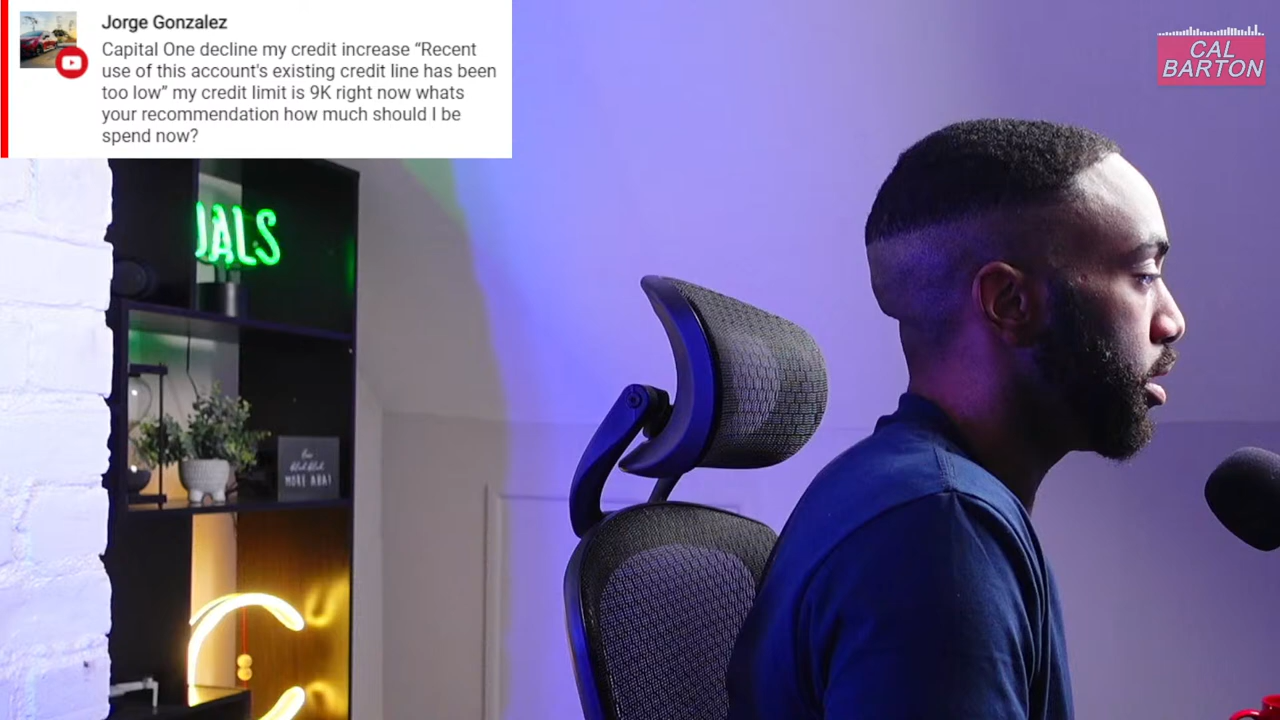 Jorge Gonzalez
Capital One decline my credit increase “Recent
use of this account's existing credit line has been
too low” my credit limit is 9K right now whats
your recommendation how much should I be
spend now?
CAL
BARTON
IALS
MORE AHA!